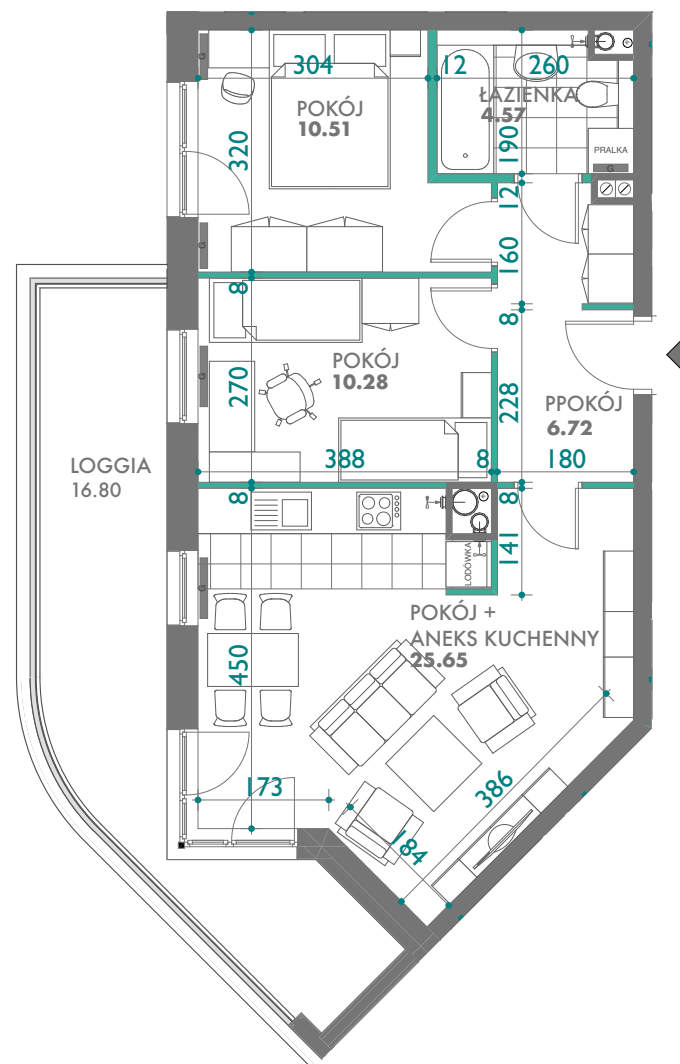 304
12
260
POKÓJ
10.51
ŁAZIENKA
4.57
320
190
PRALKA
G
G
12
160
G
8
8
POKÓJ
10.28
270
G
228
PPOKÓJ
6.72
388
8
180
LOGGIA
16.80
8
8
141
LODÓWKA
G
POKÓJ +
ANEKS KUCHENNY
25.65
450
173
386
184